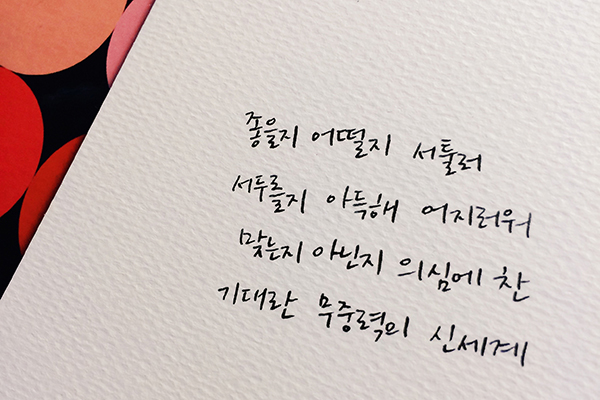 좋을지 어떨지 서툴러
서두를지 아득해 어지러워
맞는지 아닌지 의심에 찬
기대란 무중력의 신세계